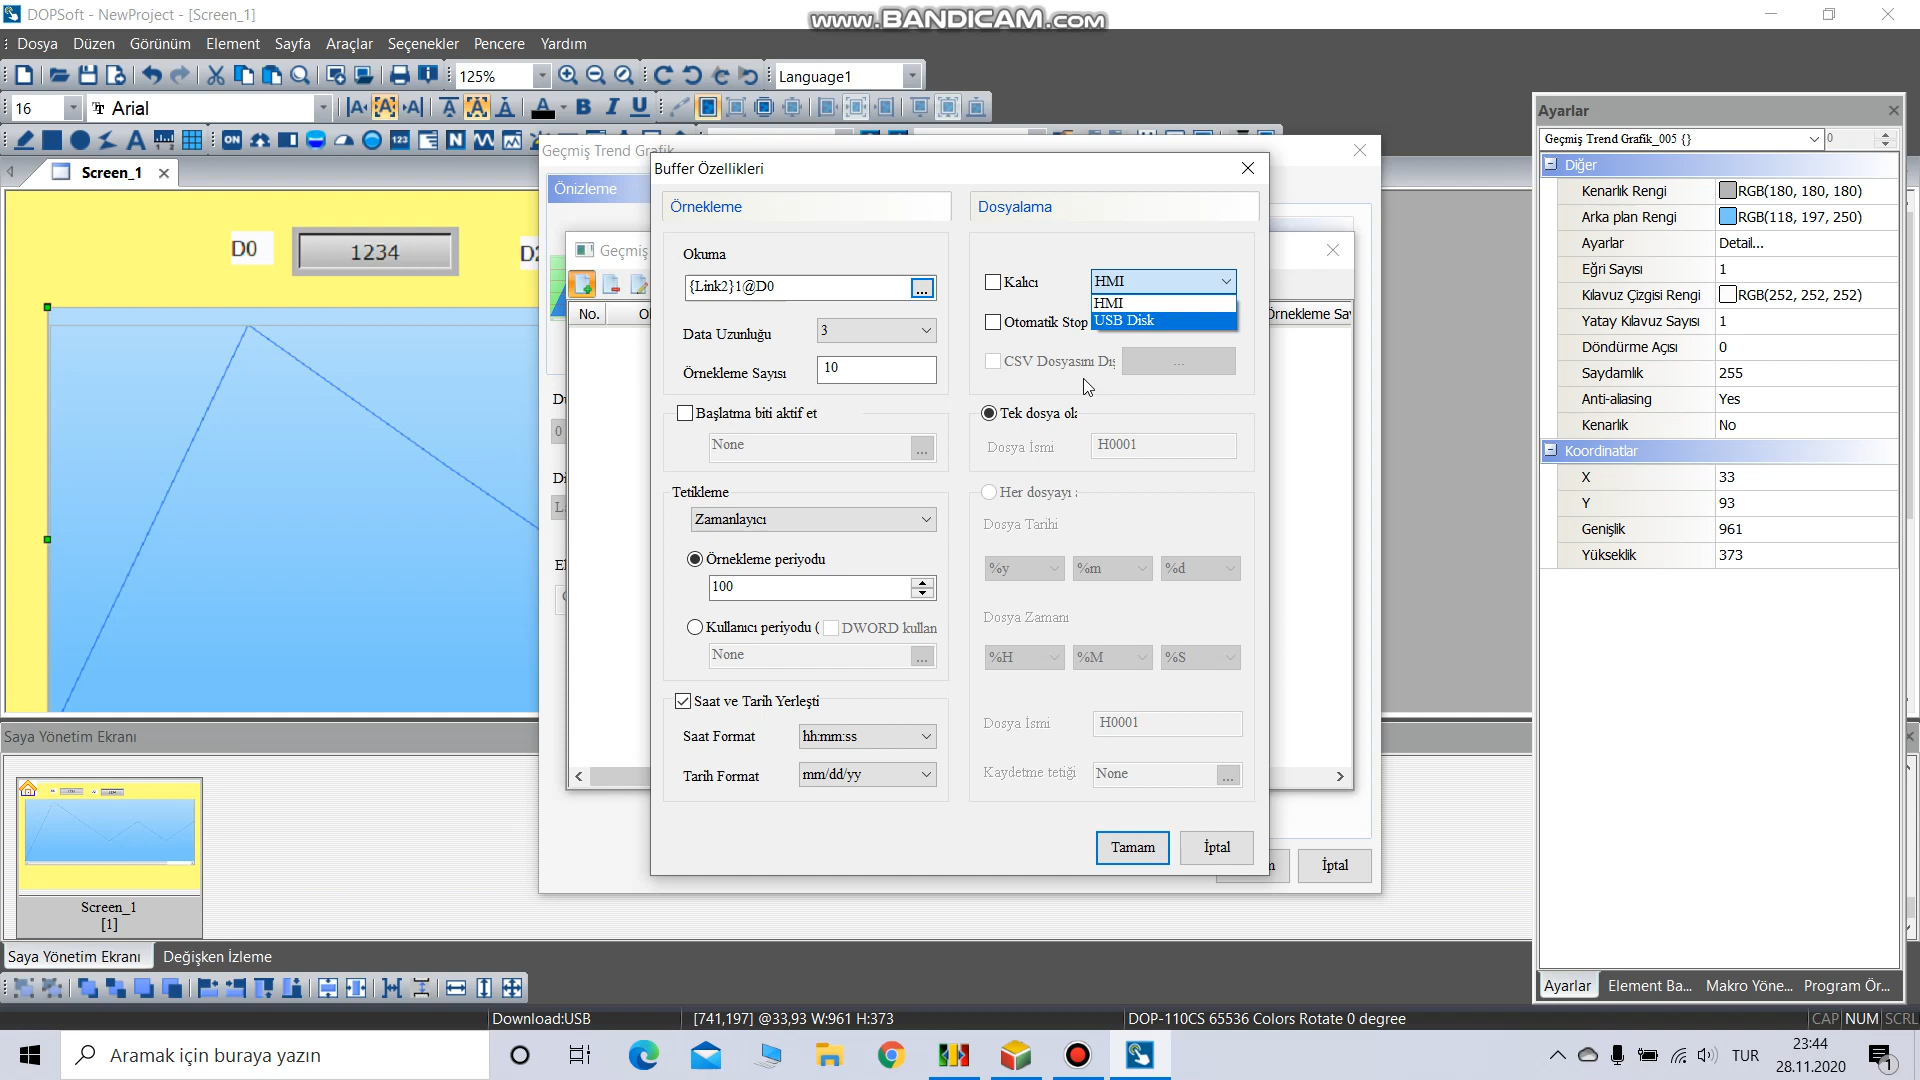 DOPSoft - NewProject - [Screen_1]
www.BANDICAM.com
Dosya Düzen Görünüm Element Sayfa Araçlar Seçenekler Pencere Yardım
125%
Language1
16
Arial
Screen_1
D0
1234
Geçmiş Trend Grafik
Önizleme
Geçmiş
No.
Örnekleme Sa
Buffer Özellikleri
Örnekleme
Dosyalama
Okuma
{Link2}1@D0
...
Data Uzunluğu
3
Örnekleme Sayısı
10
Başlatma biti aktif et
None
...
Tetikleme
Zamanlayıcı
Örnekleme periyodu
100
Kullanıcı periyodu (
DWORD kullan
None
...
Saat ve Tarih Yerleşti
Saat Format
hh:mm:ss
Tarih Format
mm/dd/yy
Kalıcı
HMI
HMI
USB Disk
Otomatik Stop
CSV Dosyasını Dış
...
Tek dosya ola
Dosya İsmi
H0001
Her dosyayı
Dosya Tarihi
%y
%m
%d
Dosya Zamanı
%H
%M
%S
Dosya İsmi
H0001
Kaydetme tetiği
None
...
Tamam
İptal
İptal
Ayarlar
Geçmiş Trend Grafik_005 {}
0
Diğer
Kenarlık Rengi RGB(180, 180, 180)
Arka plan Rengi RGB(118, 197, 250)
Ayarlar Detail...
Eğri Sayısı 1
Kılavuz Çizgisi Rengi RGB(252, 252, 252)
Yatay Kılavuz Sayısı 1
Döndürme Açısı 0
Saydamlık 255
Anti-aliasing Yes
Kenarlık No
Koordinatlar
X 33
Y 93
Genişlik 961
Yükseklik 373
Ayarlar Element Ba... Makro Yöne... Program Ör...
Saya Yönetim Ekranı
Screen_1
[1]
Saya Yönetim Ekranı
Değişken İzleme
Download:USB
[741,197] @33,93 W:961 H:373
DOP-110CS 65536 Colors Rotate 0 degree
CAP NUM SCRL
Aramak için buraya yazın
TUR
23:44
28.11.2020
1